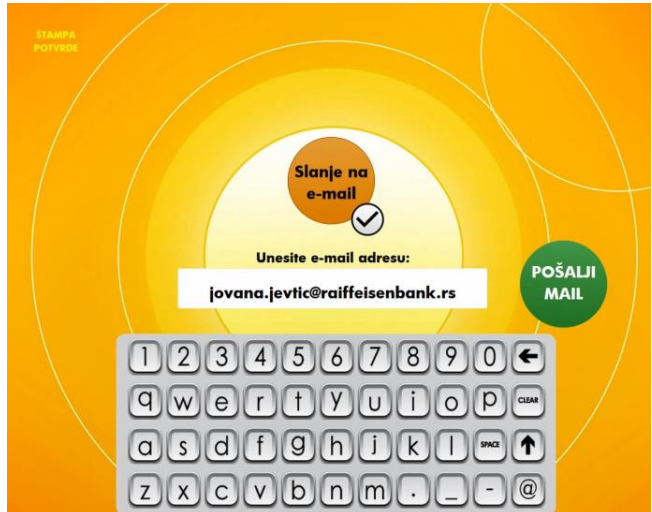 ŠTAMPA
POTVRDE
Slanje na
e-mail
Unesite e-mail adresu:
jovana.jevtic@raiffeisenbank.rs
POŠALJI
MAIL
1 2 3 4 5 6 7 8 9 0 ←
q w e r t y u i o p CLEAR
a s d f g h j k l SPACE ↑
z x c v b n m . _ - @